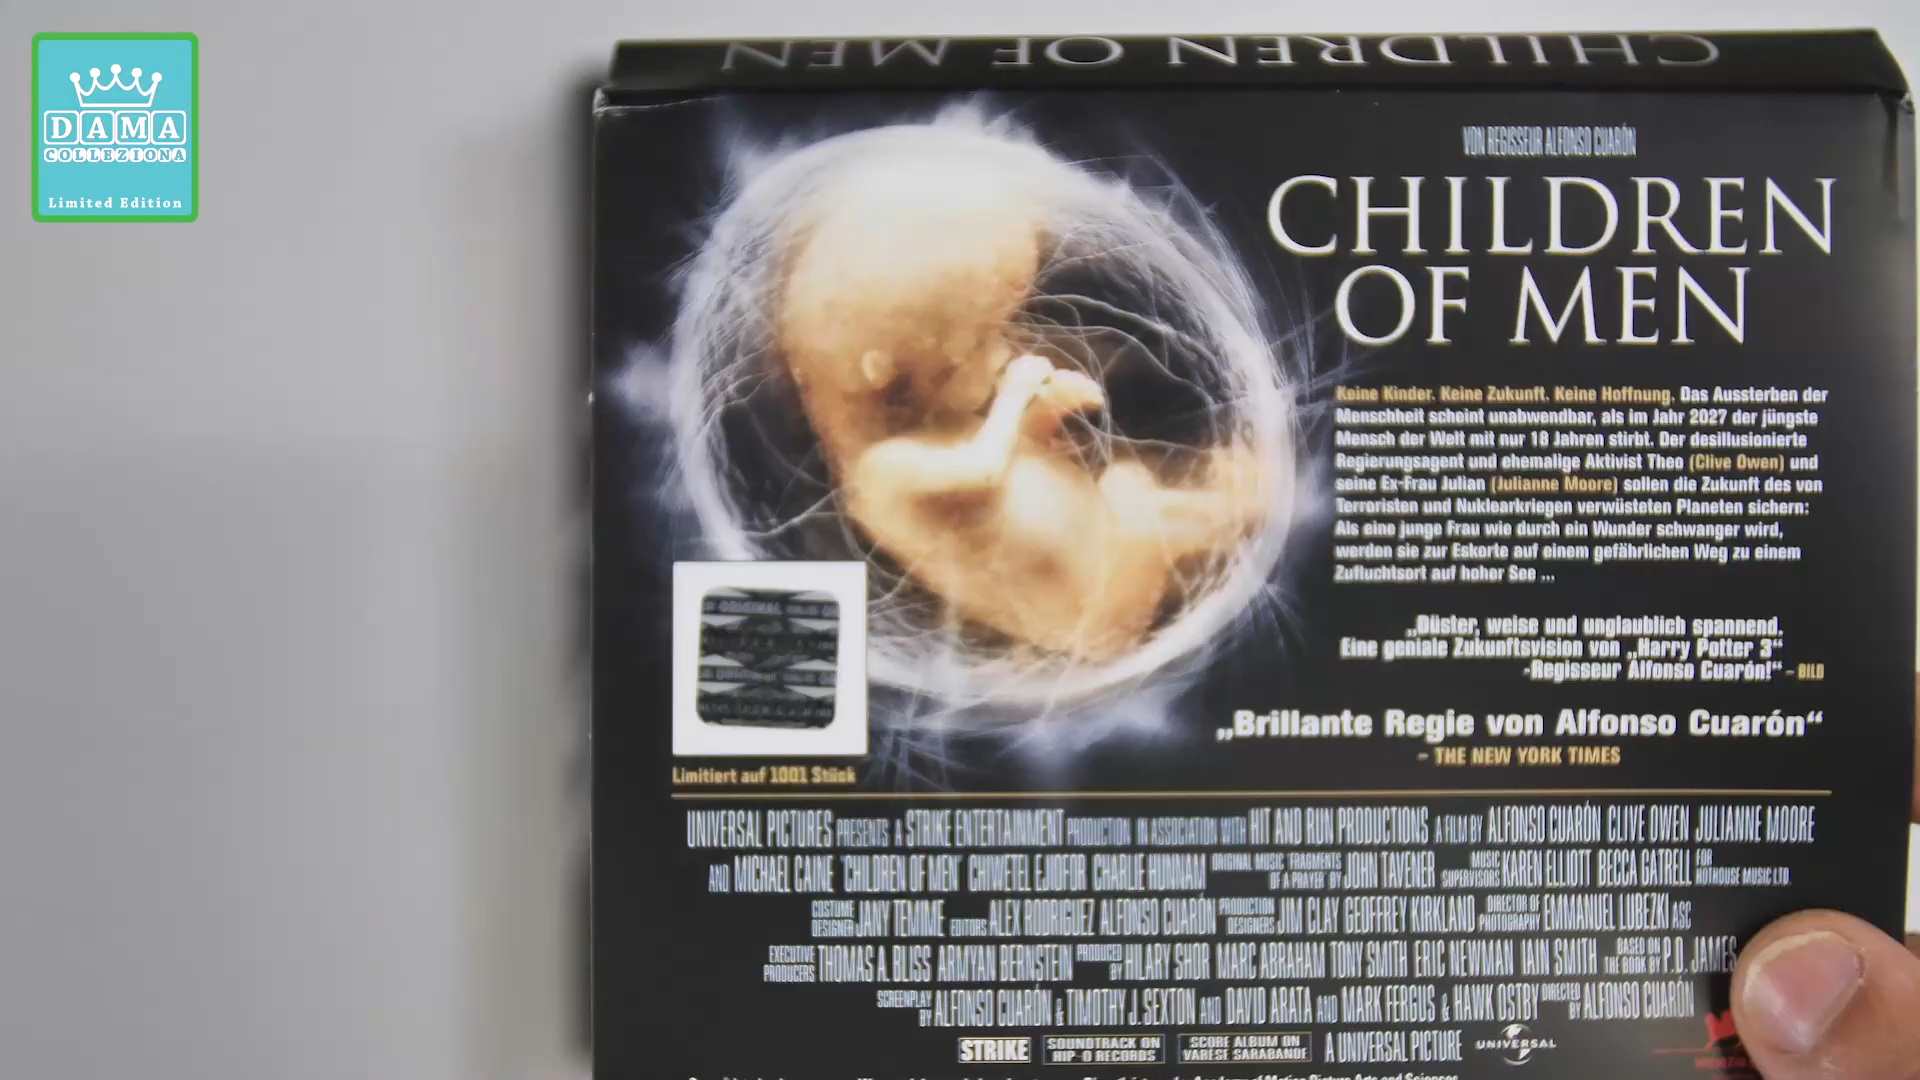 DAMA
COLLEZIONA
Limited Edition
CHILDREN OF MEN
VON REGISSEUR ALFONSO CUARÓN
CHILDREN
OF MEN
Keine Kinder. Keine Zukunft. Keine Hoffnung. Das Aussterben der
Menschheit scheint unabwendbar, als im Jahr 2027 der jüngste
Mensch der Welt mit nur 18 Jahren stirbt. Der desillusionierte
Regierungsagent und ehemalige Aktivist Theo (Clive Owen) und
seine Ex-Frau Julian (Julianne Moore) sollen die Zukunft des von
Terroristen und Nuklearkriegen verwüsteten Planeten sichern:
Als eine junge Frau wie durch ein Wunder schwanger wird,
werden sie zur Eskorte auf einem gefährlichen Weg zu einem
Zufluchtsort auf hoher See ...
„Düster, weise und unglaublich spannend.
Eine geniale Zukunftsvision von „Harry Potter 3“
-Regisseur Alfonso Cuarón!“ – BILD
„Brillante Regie von Alfonso Cuarón“
– THE NEW YORK TIMES
ORIGINAL
Limitiert auf 1001 Stück
UNIVERSAL PICTURES PRESENTS A STRIKE ENTERTAINMENT PRODUCTION IN ASSOCIATION WITH HIT AND RUN PRODUCTIONS A FILM BY ALFONSO CUARÓN CLIVE OWEN JULIANNE MOORE
AND MICHAEL CAINE "CHILDREN OF MEN" CHIWETEL EJIOFOR CHARLIE HUNNAM ORIGINAL MUSIC "FRAGMENTS OF A PRAYER" BY JOHN TAVENER MUSIC SUPERVISORS KAREN ELLIOTT BECCA GATRELL FOR HOTHOUSE MUSIC LTD.
COSTUME DESIGNER JANY TEMIME EDITORS ALEX RODRIGUEZ ALFONSO CUARÓN PRODUCTION DESIGNERS JIM CLAY GEOFFREY KIRKLAND DIRECTOR OF PHOTOGRAPHY EMMANUEL LUBEZKI ASC
EXECUTIVE PRODUCERS THOMAS A. BLISS ARMYAN BERNSTEIN PRODUCED BY HILARY SHOR MARC ABRAHAM TONY SMITH ERIC NEWMAN IAIN SMITH BASED ON THE BOOK BY P.D. JAMES
SCREENPLAY BY ALFONSO CUARÓN & TIMOTHY J. SEXTON AND DAVID ARATA AND MARK FERGUS & HAWK OSTBY DIRECTED BY ALFONSO CUARÓN
STRIKE SOUNDTRACK ON HIP-O RECORDS SCORE ALBUM ON VARÈSE SARABANDE A UNIVERSAL PICTURE UNIVERSAL
Academy of Motion Picture Arts and Sciences